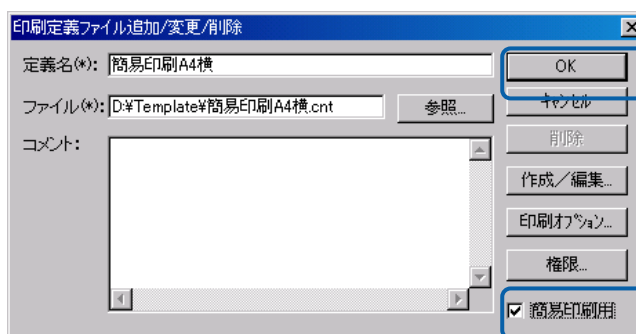 印刷定義ファイル追加/変更/削除
定義名(*): 簡易印刷A4横
OK
ファイル(*): D:¥Template¥簡易印刷A4横.cnt
参照...
キャンセル
コメント:
削除
作成／編集...
印刷オプション...
権限...
簡易印刷用